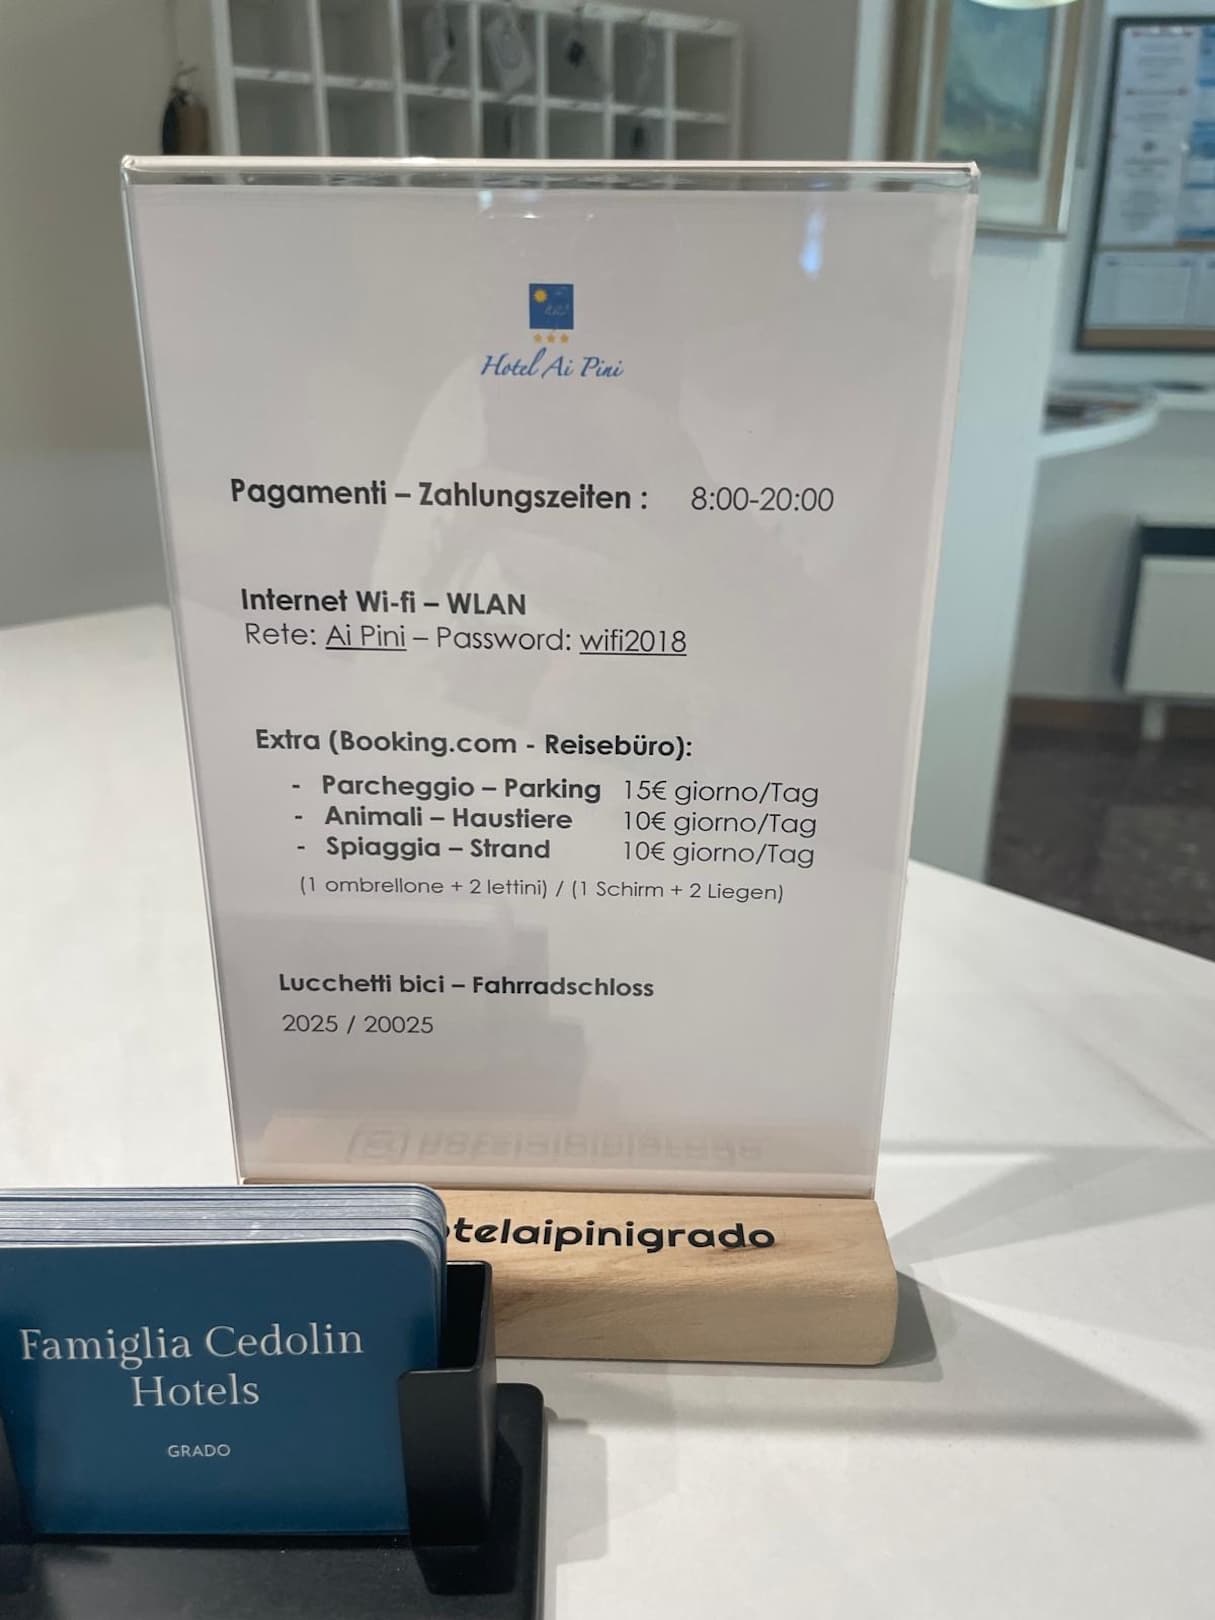 Hotel Ai Pini
Pagamenti – Zahlungszeiten : 8:00-20:00
Internet Wi-fi – WLAN
Rete: Ai Pini – Password: wifi2018
Extra (Booking.com - Reisebüro):
- Parcheggio – Parking 15€ giorno/Tag
- Animali – Haustiere 10€ giorno/Tag
- Spiaggia – Strand 10€ giorno/Tag
(1 ombrellone + 2 lettini) / (1 Schirm + 2 Liegen)
Lucchetti bici – Fahrradschloss
2025 / 20025
telaipinigrado
Famiglia Cedolin
Hotels
GRADO